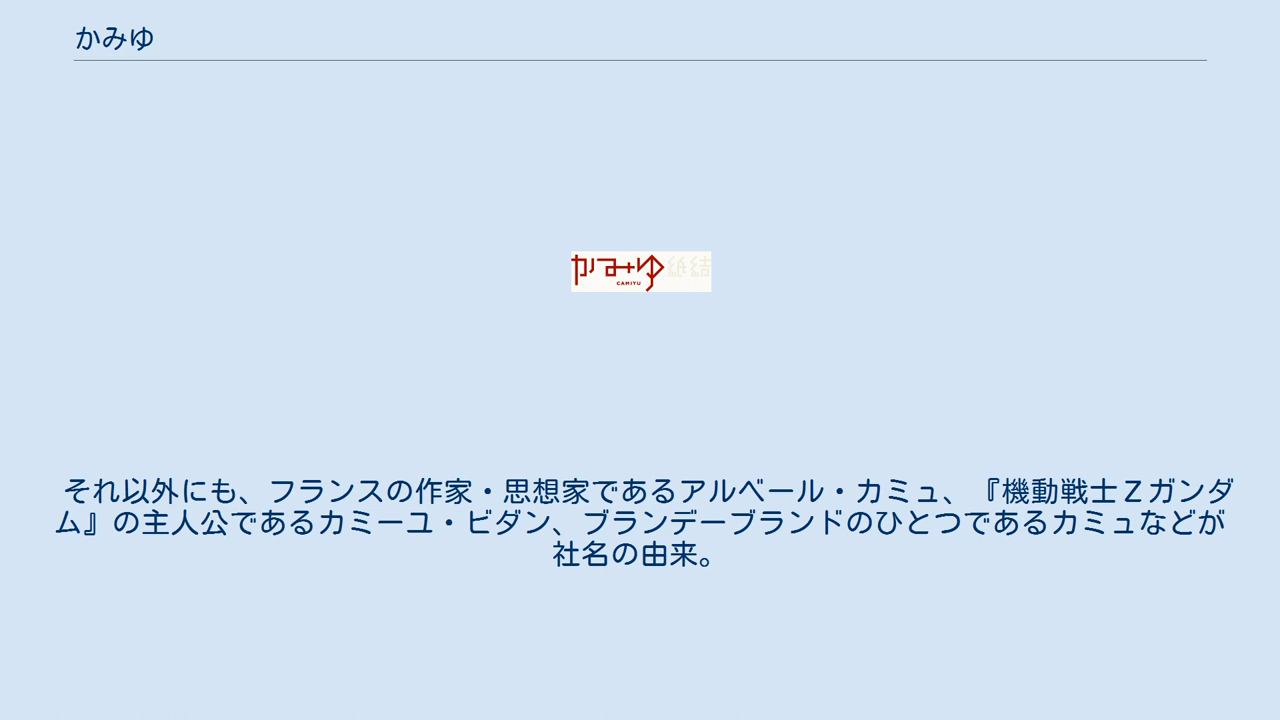 かみゆ
かみゆ 紙結
CAMIYU
それ以外にも、フランスの作家・思想家であるアルベール・カミュ、『機動戦士Ｚガンダ
ム』の主人公であるカミーユ・ビダン、ブランデーブランドのひとつであるカミュなどが
社名の由来。